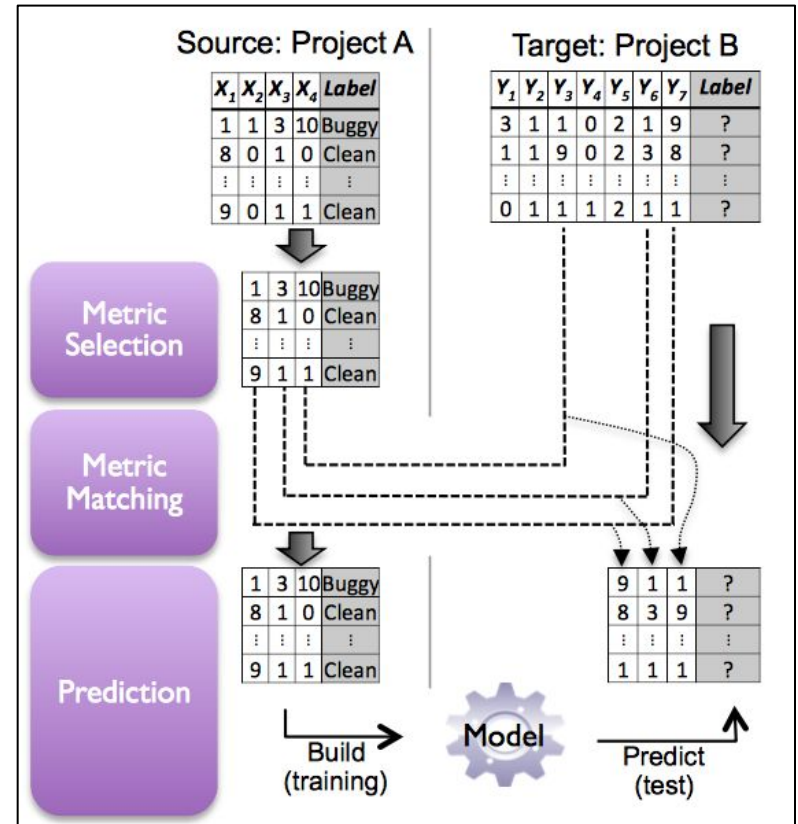 Source: Project A
Target: Project B
X1 X2 X3 X4 Label
1 1 3 10 Buggy
8 0 1 0 Clean
⋮ ⋮ ⋮ ⋮ ⋮
9 0 1 1 Clean
Y1 Y2 Y3 Y4 Y5 Y6 Y7 Label
3 1 1 0 2 1 9 ?
1 1 9 0 2 3 8 ?
⋮ ⋮ ⋮ ⋮ ⋮ ⋮ ⋮ ⋮
0 1 1 1 2 1 1 ?
Metric
Selection
1 3 10 Buggy
8 1 0 Clean
⋮ ⋮ ⋮ ⋮
9 1 1 Clean
Metric
Matching
Prediction
1 3 10 Buggy
8 1 0 Clean
⋮ ⋮ ⋮ ⋮
9 1 1 Clean
9 1 1 ?
8 3 9 ?
⋮ ⋮ ⋮ ⋮
1 1 1 ?
Build
(training)
Model
Predict
(test)